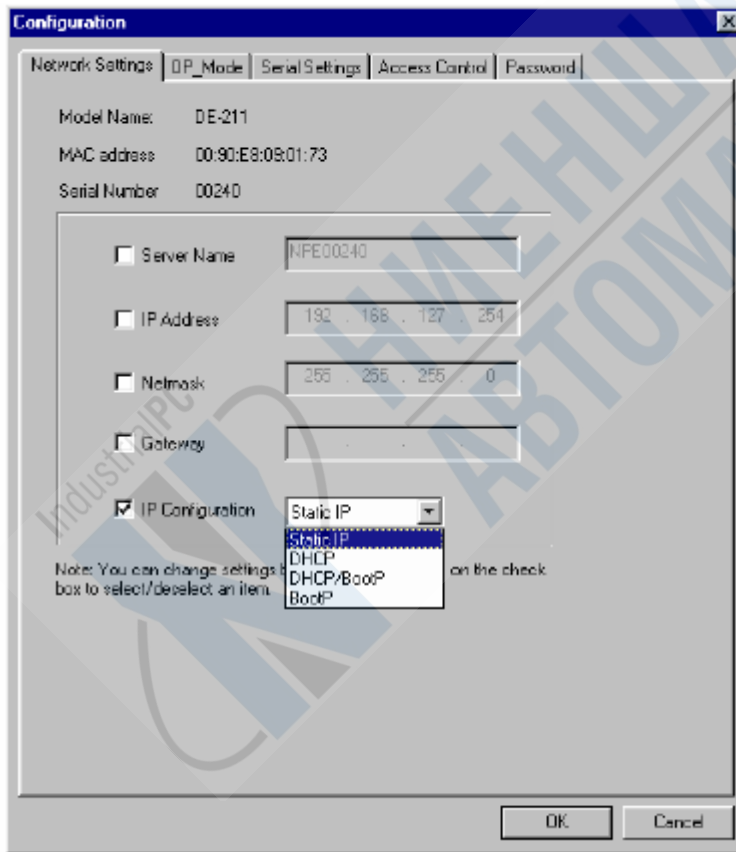 Configuration
Network Settings OP_Mode Serial Settings Access Control Password
Model Name: DE-211
MAC address 00:90:E8:09:01:73
Serial Number 00240
Server Name NPE00240
IP Address 192 . 168 . 127 . 254
Netmask 255 . 255 . 255 . 0
Gateway . . .
IP Configuration Static IP
Static IP
DHCP
DHCP/BootP
BootP
Note: You can change settings on the check
box to select/deselect an item.
OK Cancel
IndustrialPC
НИЕНША
АВТОМА